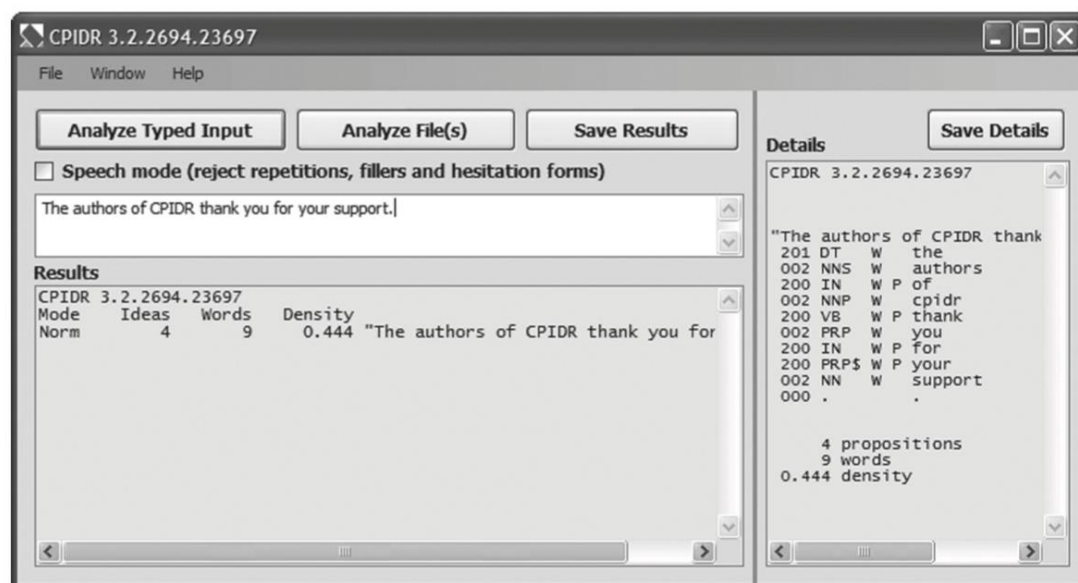 CPIDR 3.2.2694.23697
File Window Help
Analyze Typed Input Analyze File(s) Save Results
Speech mode (reject repetitions, fillers and hesitation forms)
The authors of CPIDR thank you for your support.
Results
CPIDR 3.2.2694.23697
Mode Ideas Words Density
Norm 4 9 0.444 "The authors of CPIDR thank you for
Save Details
Details
CPIDR 3.2.2694.23697
"The authors of CPIDR thank
201 DT W the
002 NNS W authors
200 IN W P of
002 NNP W cpidr
200 VB W P thank
002 PRP W you
200 IN W P for
200 PRP$ W P your
002 NN W support
000 . .
4 propositions
9 words
0.444 density